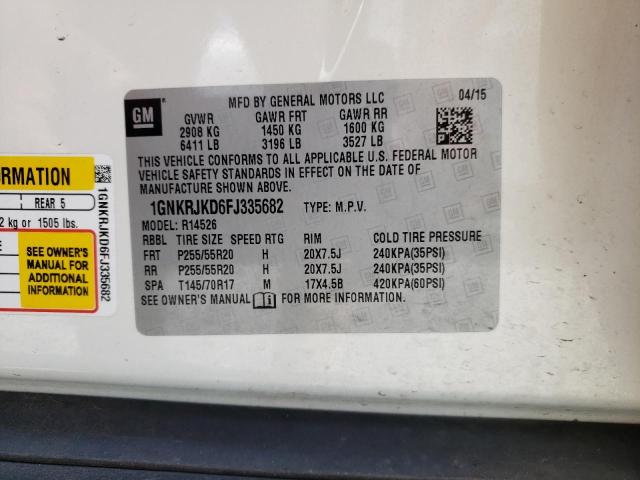 GM
MFD BY GENERAL MOTORS LLC 04/15
GVWR GAWR FRT GAWR RR
2908 KG 1450 KG 1600 KG
6411 LB 3196 LB 3527 LB
THIS VEHICLE CONFORMS TO ALL APPLICABLE U.S. FEDERAL MOTOR
VEHICLE SAFETY STANDARDS IN EFFECT ON THE DATE OF
MANUFACTURE SHOWN ABOVE.
1GNKRJKD6FJ335682 TYPE: M.P.V.
MODEL: R14526
RBBL TIRE SIZE SPEED RTG RIM COLD TIRE PRESSURE
FRT P255/55R20 H 20X7.5J 240KPA(35PSI)
RR P255/55R20 H 20X7.5J 240KPA(35PSI)
SPA T145/70R17 M 17X4.5B 420KPA(60PSI)
SEE OWNER'S MANUAL i FOR MORE INFORMATION
REAR 5
kg or 1505 lbs.
SEE OWNER'S
MANUAL FOR
ADDITIONAL
INFORMATION
1GNKRJKD6FJ335682